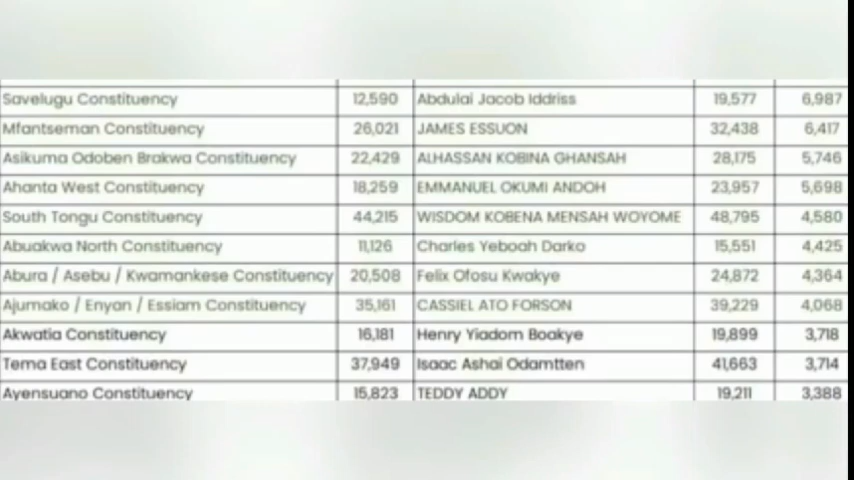 Savelugu Constituency 12,590 Abdulai Jacob Iddriss 19,577 6,987
Mfantseman Constituency 26,021 JAMES ESSUON 32,438 6,417
Asikuma Odoben Brakwa Constituency 22,429 ALHASSAN KOBINA GHANSAH 28,175 5,746
Ahanta West Constituency 18,259 EMMANUEL OKUMI ANDOH 23,957 5,698
South Tongu Constituency 44,215 WISDOM KOBENA MENSAH WOYOME 48,795 4,580
Abuakwa North Constituency 11,126 Charles Yeboah Darko 15,551 4,425
Abura / Asebu / Kwamankese Constituency 20,508 Felix Ofosu Kwakye 24,872 4,364
Ajumako / Enyan / Essiam Constituency 35,161 CASSIEL ATO FORSON 39,229 4,068
Akwatia Constituency 16,181 Henry Yiadom Boakye 19,899 3,718
Tema East Constituency 37,949 Isaac Ashai Odamtten 41,663 3,714
Ayensuano Constituency 15,823 TEDDY ADDY 19,211 3,388